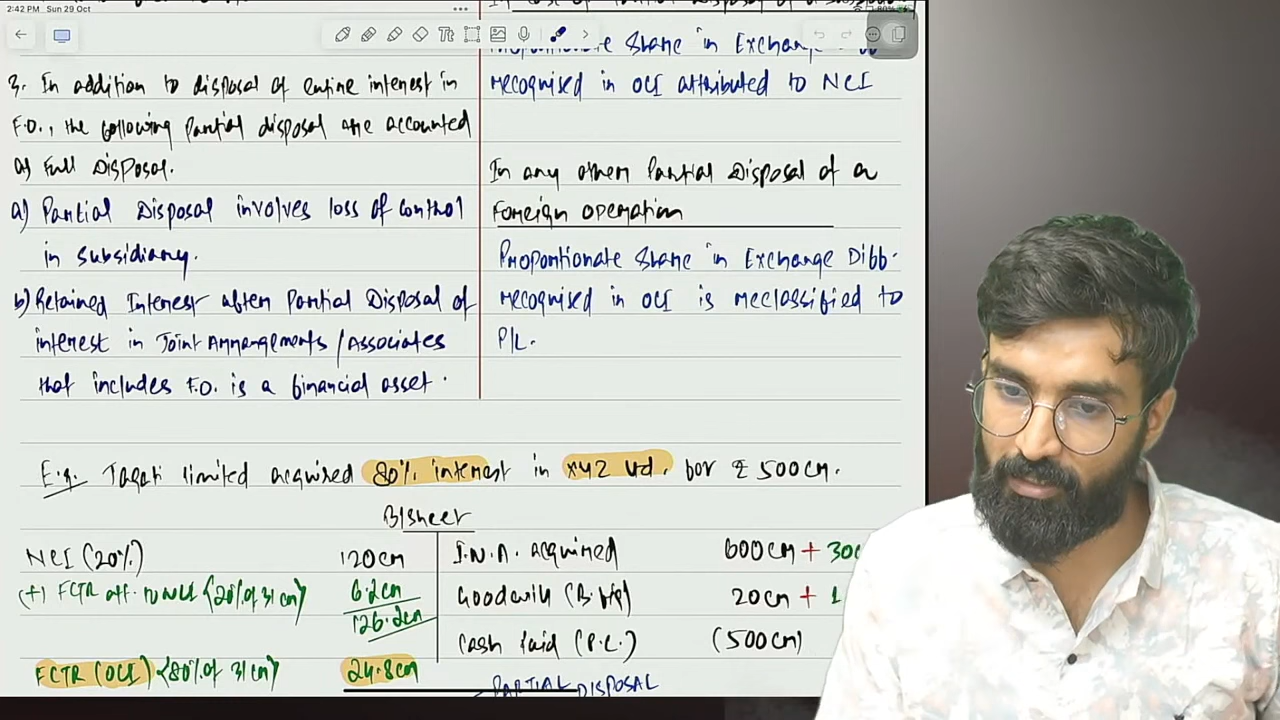 2:42 PM Sun 29 Oct
80%
Tt
3. In addition to disposal of entire interest in
F.O., the following Partial disposal are accounted
as Full Disposal.
a) Partial Disposal involves loss of control
in subsidiary.
b) Retained Interest after Partial Disposal of
interest in Joint Arrangements/Associates
that includes F.O. is a financial asset.
Proportionate Share in Exchange
recognised in OCI attributed to NCI
In any other Partial Disposal of a
Foreign operation
Proportionate Share in Exchange Diff.
recognised in OCI is reclassified to
P/L.
E.g. Jagati limited acquired 80% interest in XYZ Ltd. for ₹500cr.
B/sheet
NCI (20%) 120cr
(+) FCTR att. to NCI {20% of 31cr} 6.2cr
126.2cr
FCTR (OCI) {80% of 31cr} 24.8cr
I.N.A. acquired 600cr + 30c
Goodwill (B.fig) 20cr + 1
Cash Paid (P.C.) (500cr)
PARTIAL DISPOSAL